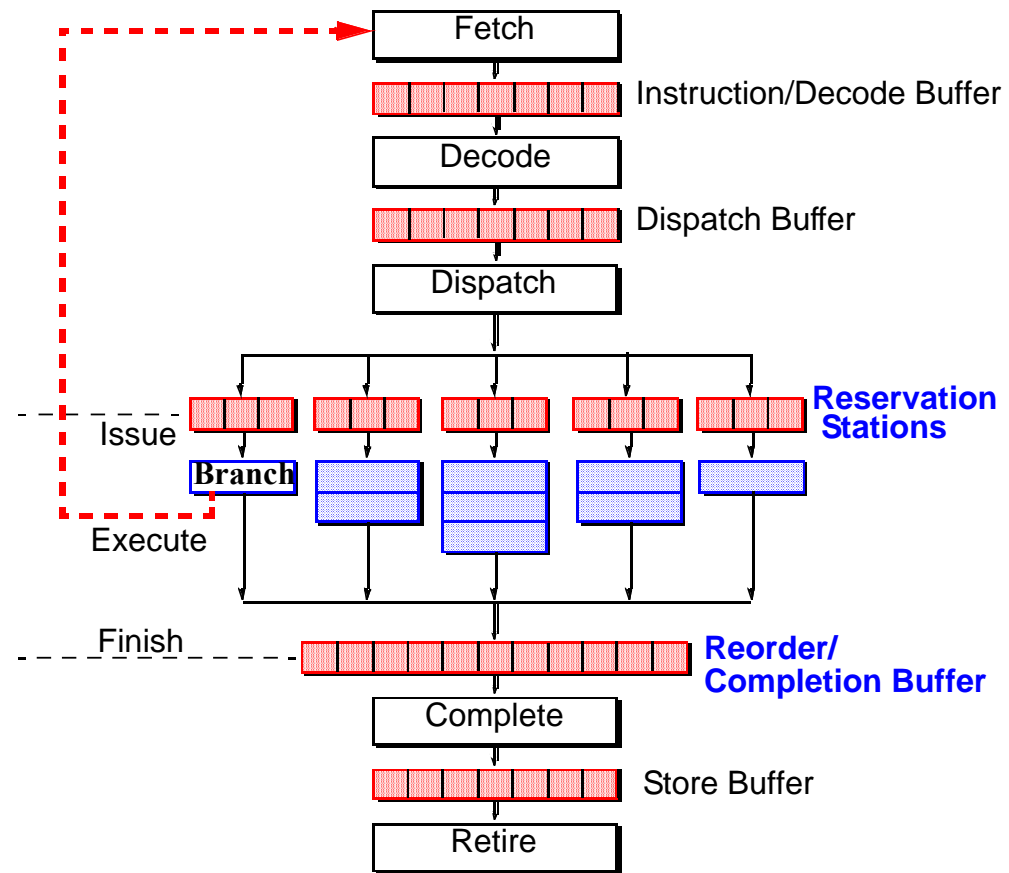 Fetch
Instruction/Decode Buffer
Decode
Dispatch Buffer
Dispatch
Reservation
Stations
Issue
Branch
Execute
Finish
Reorder/
Completion Buffer
Complete
Store Buffer
Retire